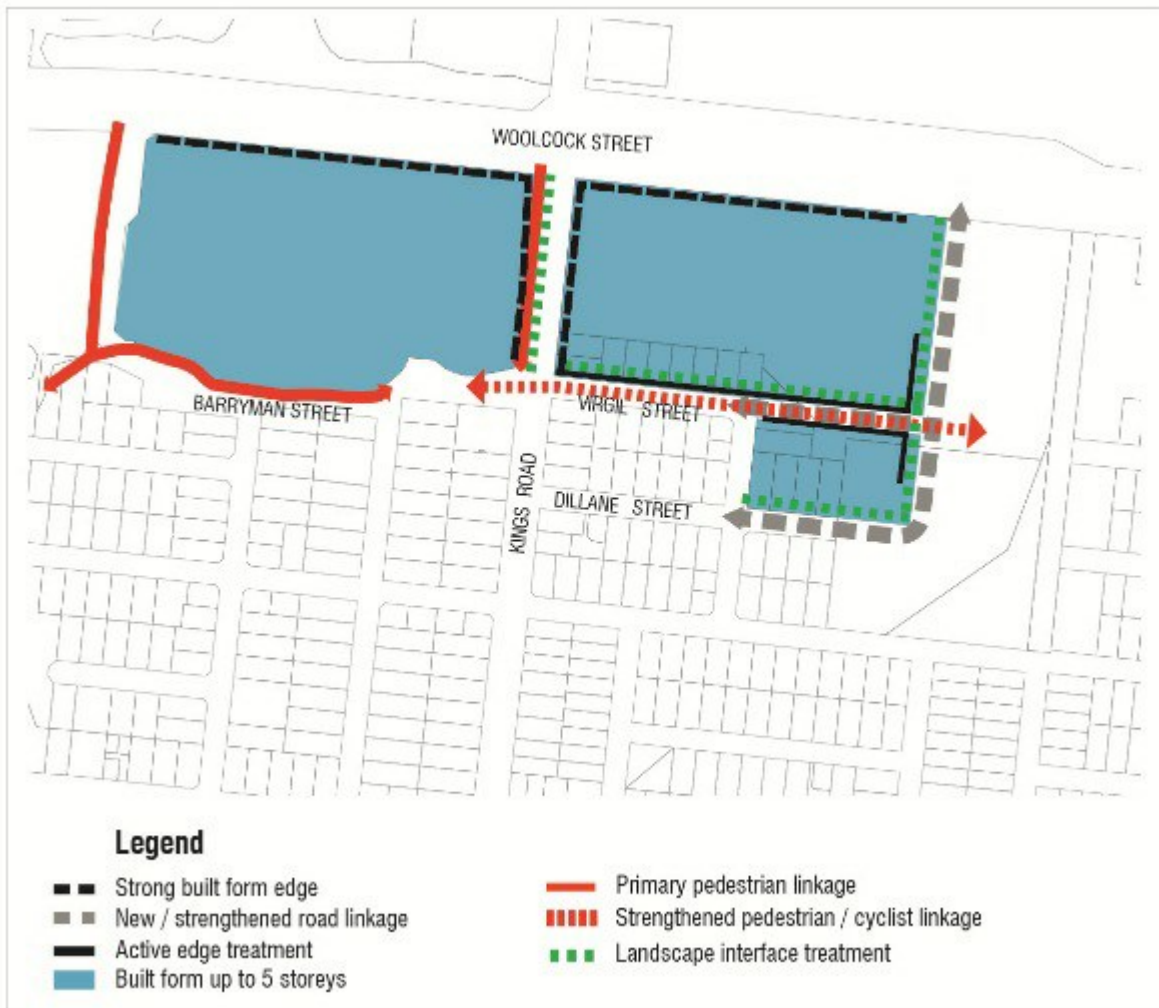 WOOLCOCK STREET
BARRYMAN STREET
VIRGIL STREET
KINGS ROAD
DILLANE STREET
Legend
Strong built form edge
New / strengthened road linkage
Active edge treatment
Built form up to 5 storeys
Primary pedestrian linkage
Strengthened pedestrian / cyclist linkage
Landscape interface treatment